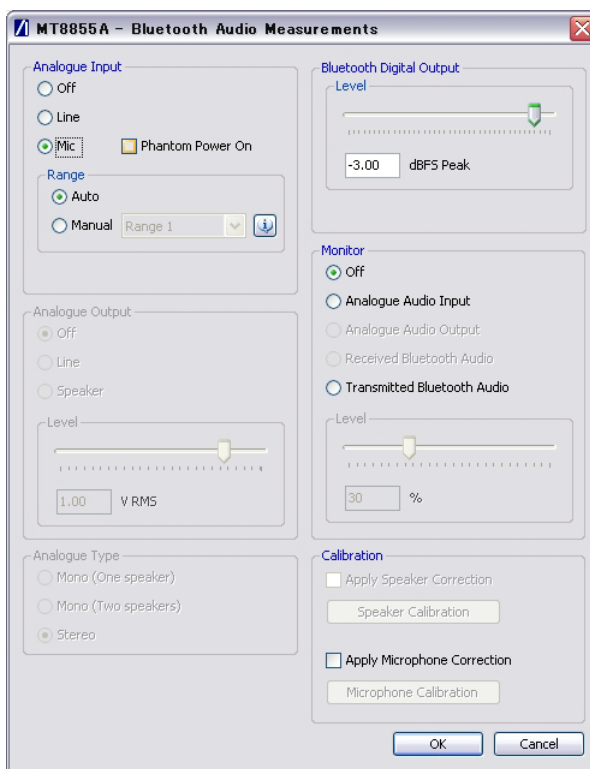 MT8855A - Bluetooth Audio Measurements
Analogue Input
Off
Line
Mic
Phantom Power On
Range
Auto
Manual
Range 1
Analogue Output
Off
Line
Speaker
Level
1.00 V RMS
Analogue Type
Mono (One speaker)
Mono (Two speakers)
Stereo
Bluetooth Digital Output
Level
-3.00 dBFS Peak
Monitor
Off
Analogue Audio Input
Analogue Audio Output
Received Bluetooth Audio
Transmitted Bluetooth Audio
Level
30 %
Calibration
Apply Speaker Correction
Speaker Calibration
Apply Microphone Correction
Microphone Calibration
OK
Cancel